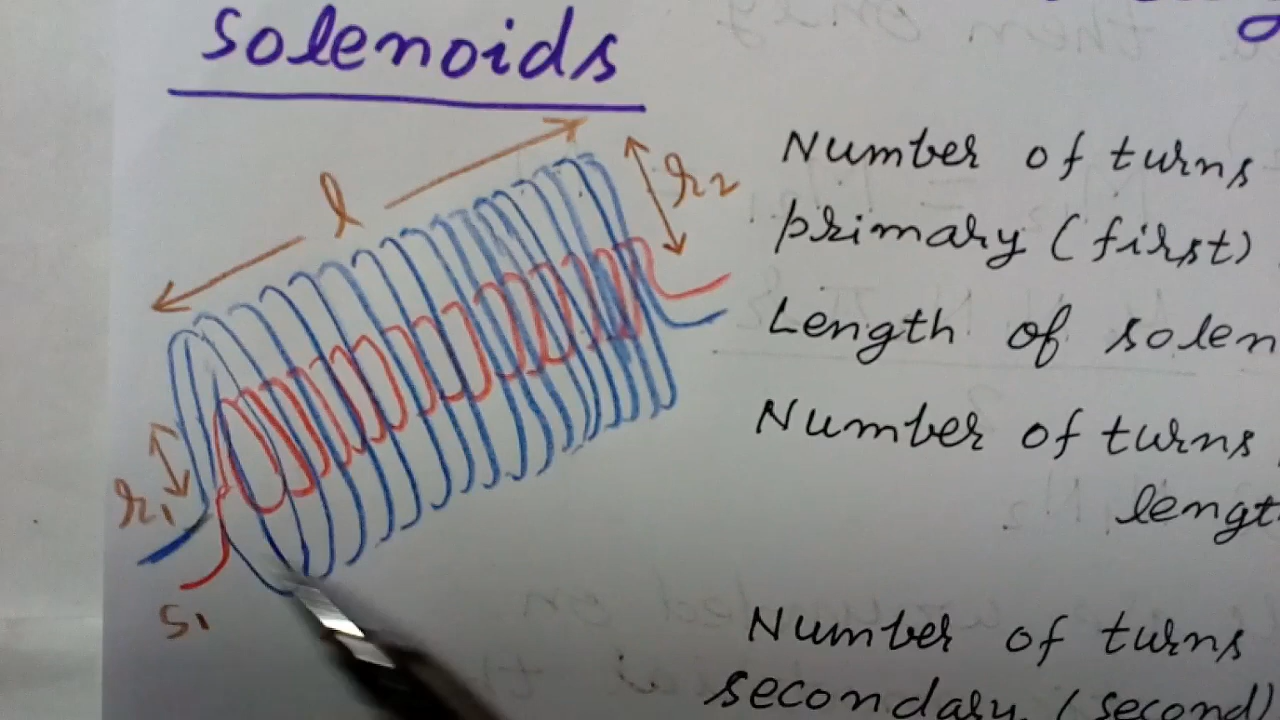 solenoids
l
r2
r1
S1
Number of turns
primary (first)
Length of solen
Number of turns
lengt
Number of turns
secondary (second)